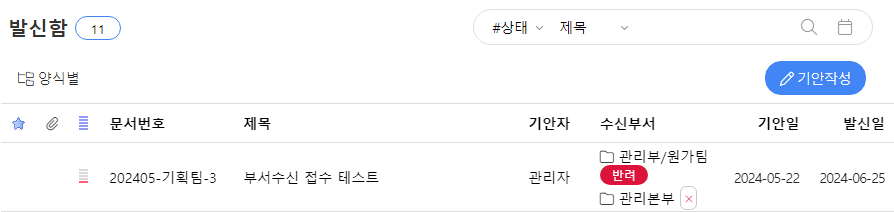 발신함 11
#상태 제목
양식별
기안작성
문서번호 제목 기안자 수신부서 기안일 발신일
202405-기획팀-3 부서수신 접수 테스트 관리자 관리부/원가팀 2024-05-22 2024-06-25
반려
관리본부